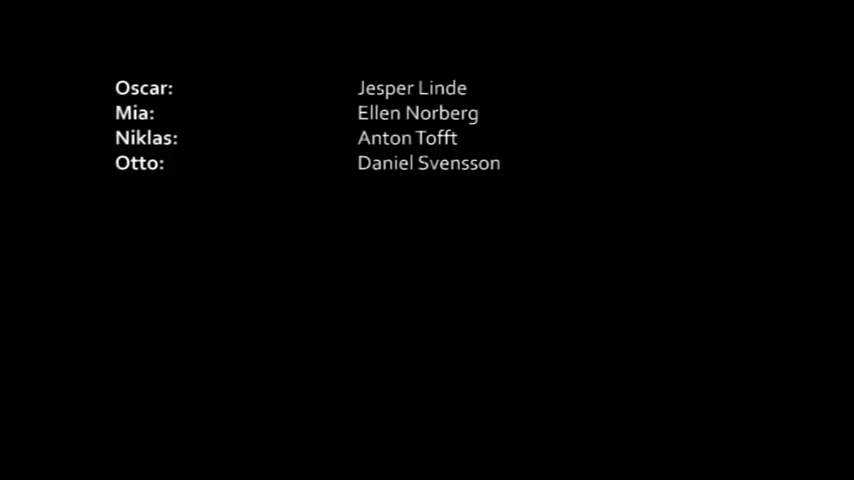 Oscar: Jesper Linde
Mia: Ellen Norberg
Niklas: Anton Tofft
Otto: Daniel Svensson